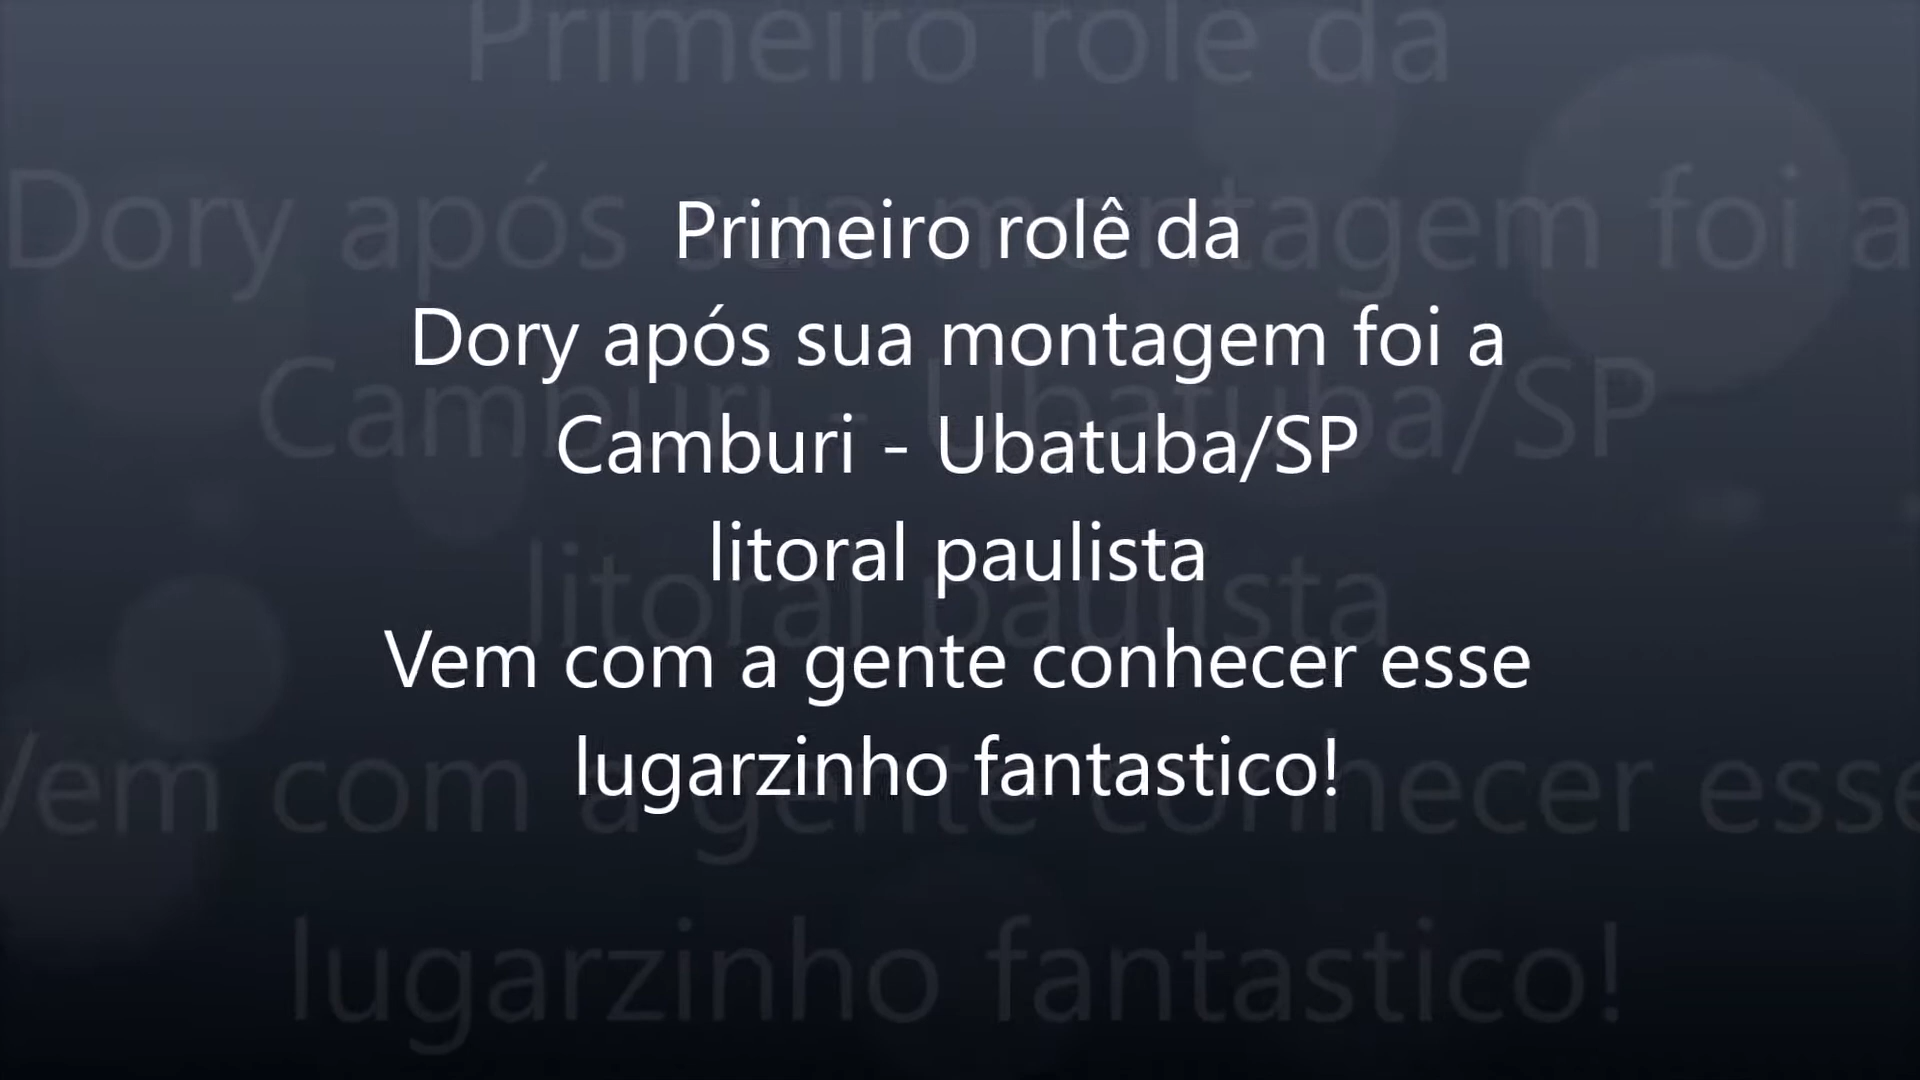 Primeiro rolê da
Dory após sua montagem foi a
Camburi - Ubatuba/SP
litoral paulista
Vem com a gente conhecer esse
lugarzinho fantastico!